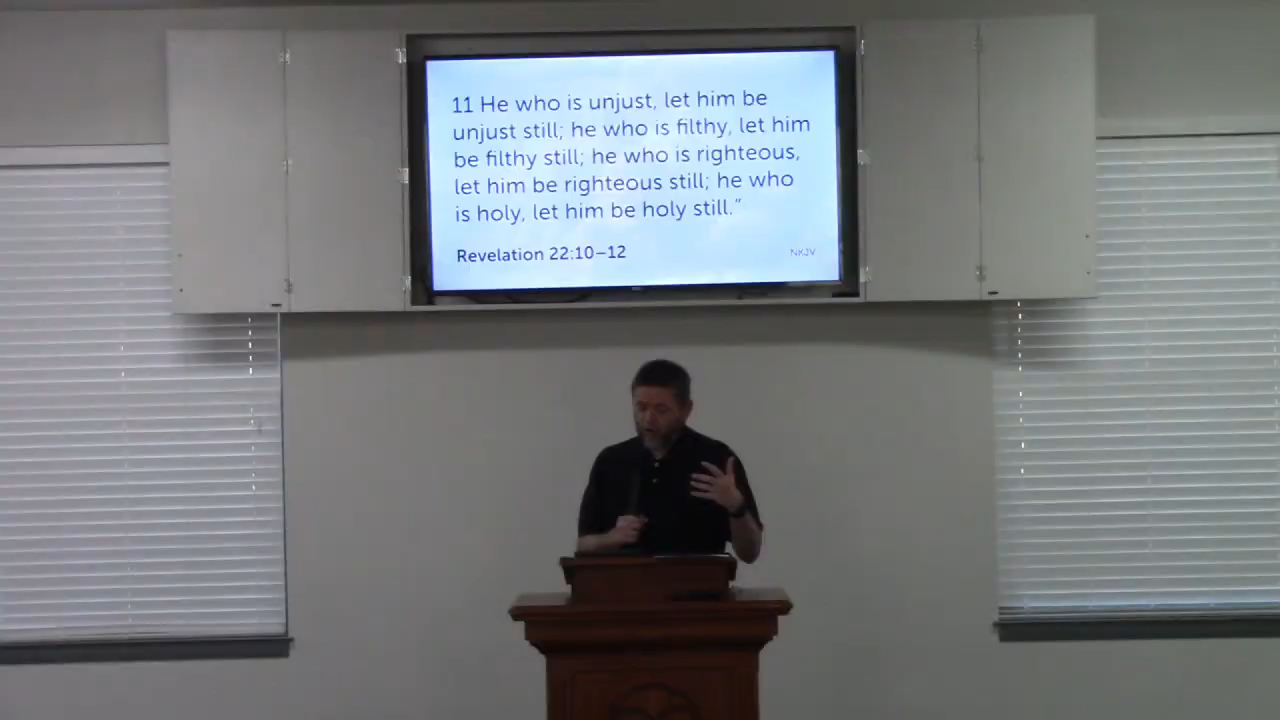 11 He who is unjust, let him be
unjust still; he who is filthy, let him
be filthy still; he who is righteous,
let him be righteous still; he who
is holy, let him be holy still.”
Revelation 22:10–12
NKJV